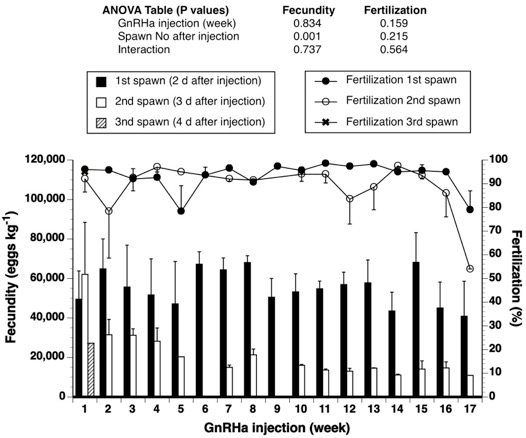 ANOVA Table (P values) Fecundity Fertilization
GnRHa injection (week) 0.834 0.159
Spawn No after injection 0.001 0.215
Interaction 0.737 0.564
1st spawn (2 d after injection)
2nd spawn (3 d after injection)
3nd spawn (4 d after injection)
Fertilization 1st spawn
Fertilization 2nd spawn
Fertilization 3rd spawn
120,000
100,000
80,000
60,000
40,000
20,000
0
Fecundity (eggs kg-1)
100
90
80
70
60
50
40
30
20
10
0
Fertilization (%)
1 2 3 4 5 6 7 8 9 10 11 12 13 14 15 16 17
GnRHa injection (week)